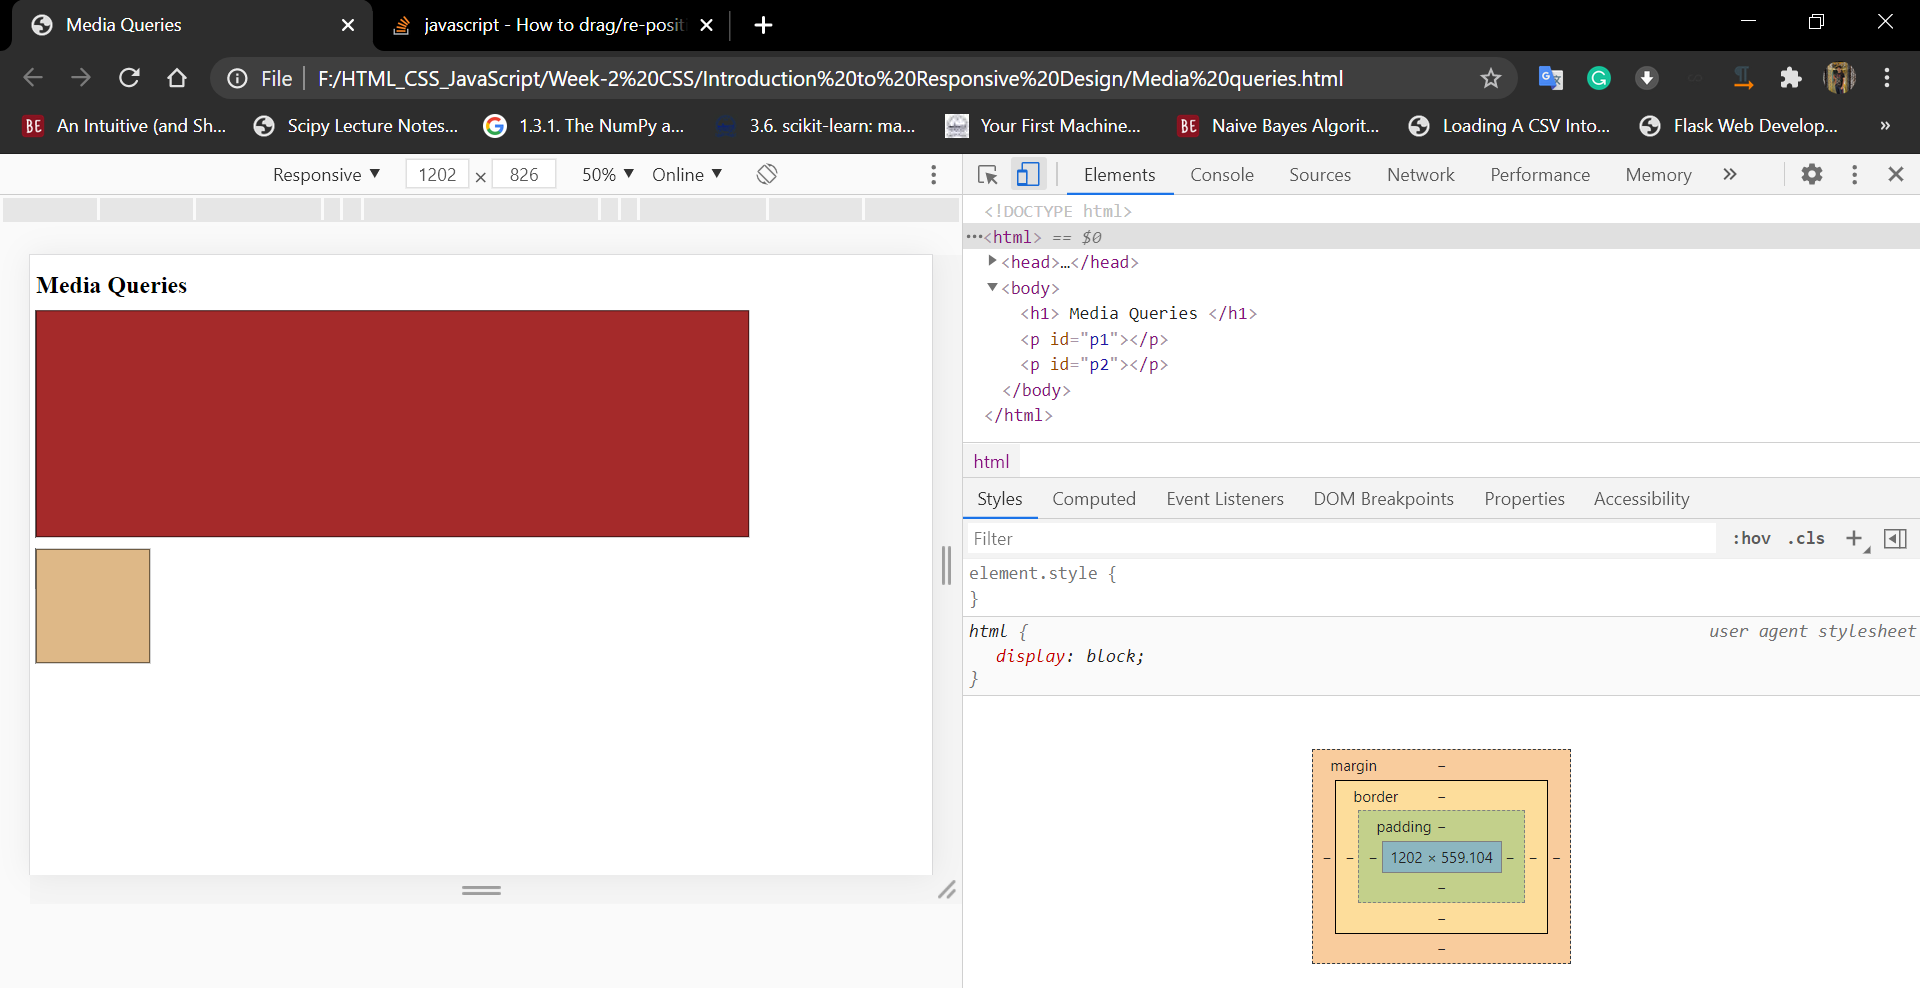 Media Queries
javascript - How to drag/re-positi
File
F:/HTML_CSS_JavaScript/Week-2%20CSS/Introduction%20to%20Responsive%20Design/Media%20queries.html
BE An Intuitive (and Sh...
Scipy Lecture Notes...
1.3.1. The NumPy a...
3.6. scikit-learn: ma...
Your First Machine...
BE Naive Bayes Algorit...
Loading A CSV Into...
Flask Web Develop...
»
Responsive ▼ 1202 × 826 50% ▼ Online ▼
Elements Console Sources Network Performance Memory »
Media Queries
<!DOCTYPE html>
···<html> == $0
▶<head>…</head>
▼<body>
<h1> Media Queries </h1>
<p id="p1"></p>
<p id="p2"></p>
</body>
</html>
html
Styles Computed Event Listeners DOM Breakpoints Properties Accessibility
Filter :hov .cls +
element.style {
}
html { user agent stylesheet
display: block;
}
margin –
border –
padding –
– – – 1202 × 559.104 – – –
–
–
–